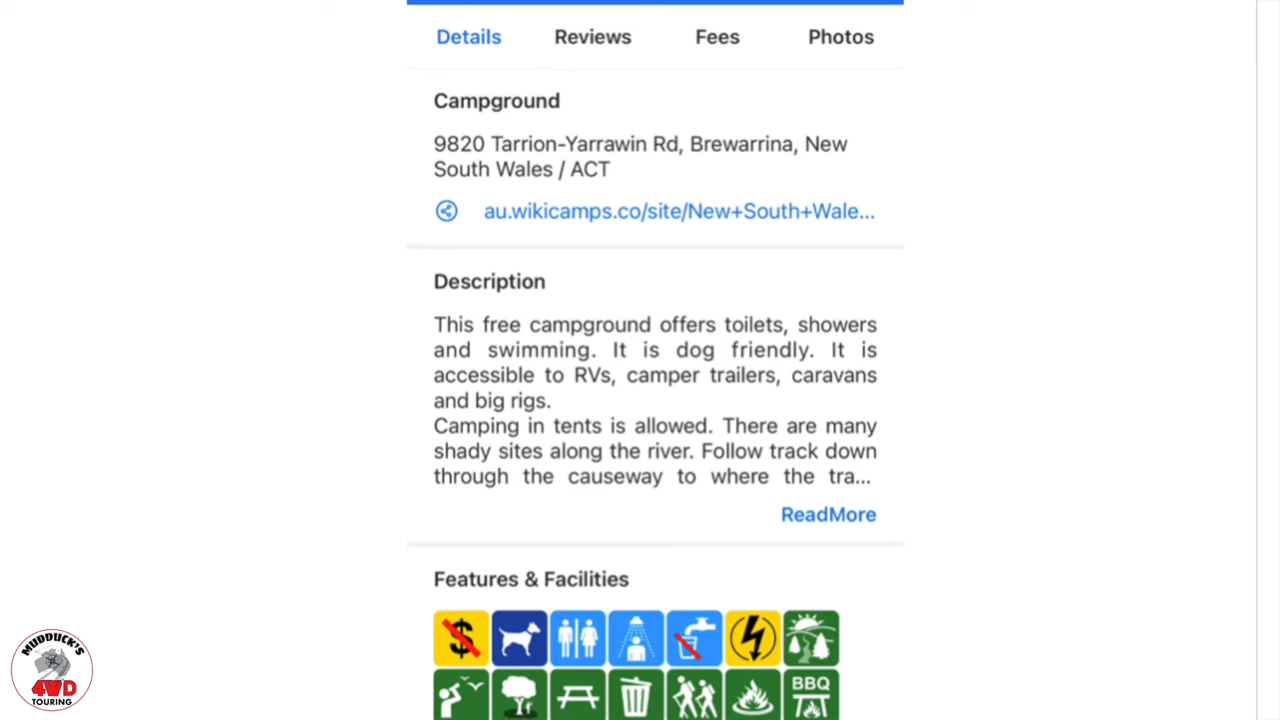 Details Reviews Fees Photos
Campground
9820 Tarrion-Yarrawin Rd, Brewarrina, New
South Wales / ACT
au.wikicamps.co/site/New+South+Wale...
Description
This free campground offers toilets, showers
and swimming. It is dog friendly. It is
accessible to RVs, camper trailers, caravans
and big rigs.
Camping in tents is allowed. There are many
shady sites along the river. Follow track down
through the causeway to where the tra...
ReadMore
Features & Facilities
$
BBQ
MUDDUCK'S
4WD
TOURING